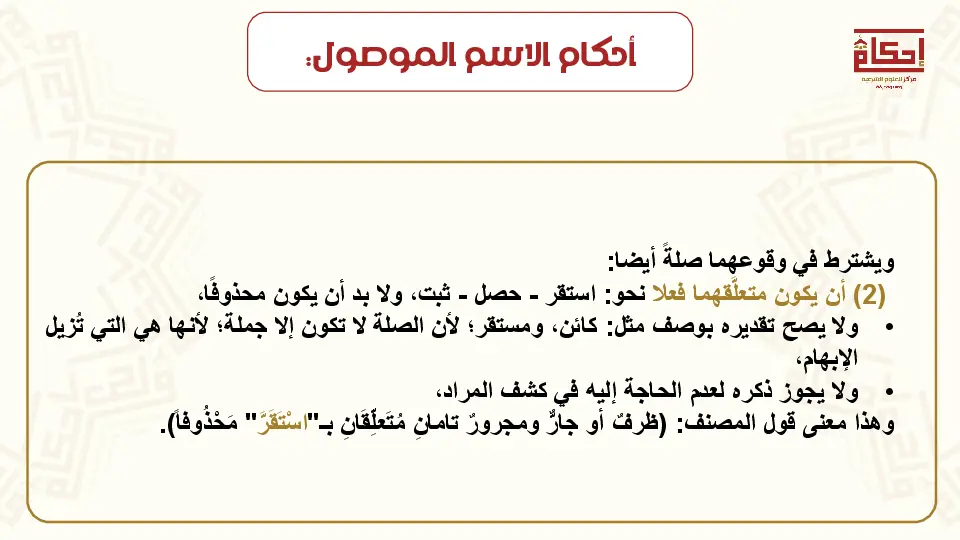 أحكام الاسم الموصول:
إحكام
مركز للعلوم الشرعية
ويشترط في وقوعهما صلةً أيضا:
(2) أن يكون متعلَّقهما فعلا نحو: استقر - حصل - ثبت، ولا بد أن يكون محذوفًا،
• ولا يصح تقديره بوصف مثل: كائن، ومستقر؛ لأن الصلة لا تكون إلا جملة؛ لأنها هي التي تُزيل
الإبهام،
• ولا يجوز ذكره لعدم الحاجة إليه في كشف المراد،
وهذا معنى قول المصنف: (ظرفٌ أو جارٌّ ومجرورٌ تامانِ مُتَعلِّقَانِ بـ"اسْتَقَرَّ" مَحْذُوفاً).